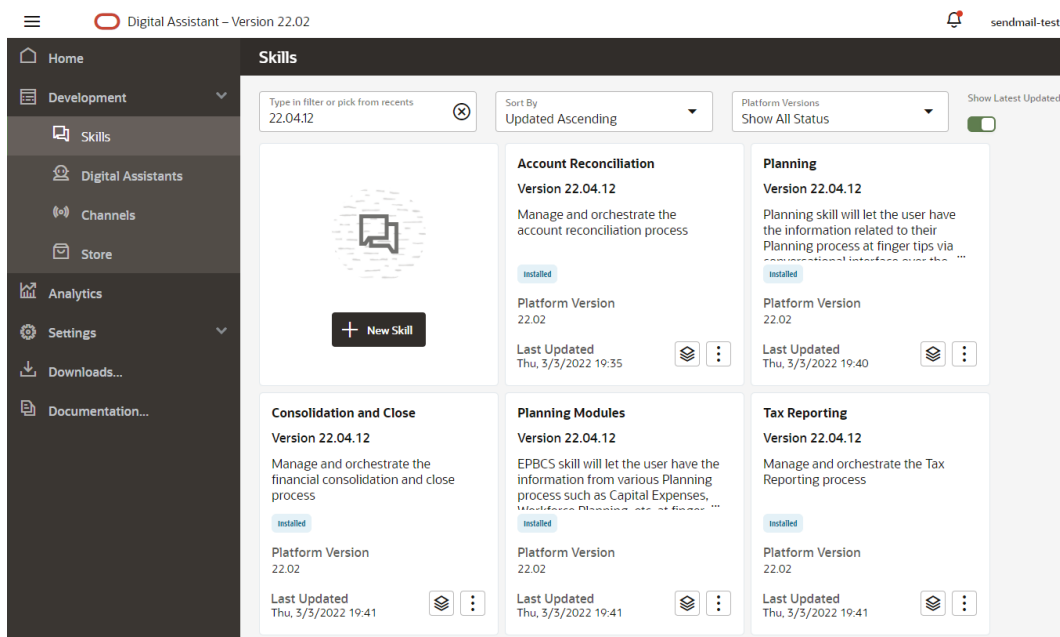 Digital Assistant – Version 22.02
sendmail-test
Home
Development
Skills
Digital Assistants
Channels
Store
Analytics
Settings
Downloads...
Documentation...
Skills
Type in filter or pick from recents
22.04.12
Sort By
Updated Ascending
Platform Versions
Show All Status
Show Latest Updated
New Skill
Account Reconciliation
Version 22.04.12
Manage and orchestrate the
account reconciliation process
Installed
Platform Version
22.02
Last Updated
Thu, 3/3/2022 19:35
Planning
Version 22.04.12
Planning skill will let the user have
the information related to their
Planning process at finger tips via
conversational interface over the ...
Installed
Platform Version
22.02
Last Updated
Thu, 3/3/2022 19:40
Consolidation and Close
Version 22.04.12
Manage and orchestrate the
financial consolidation and close
process
Installed
Platform Version
22.02
Last Updated
Thu, 3/3/2022 19:41
Planning Modules
Version 22.04.12
EPBCS skill will let the user have the
information from various Planning
process such as Capital Expenses,
Workforce Planning, etc. at finger ...
Installed
Platform Version
22.02
Last Updated
Thu, 3/3/2022 19:41
Tax Reporting
Version 22.04.12
Manage and orchestrate the Tax
Reporting process
Installed
Platform Version
22.02
Last Updated
Thu, 3/3/2022 19:41